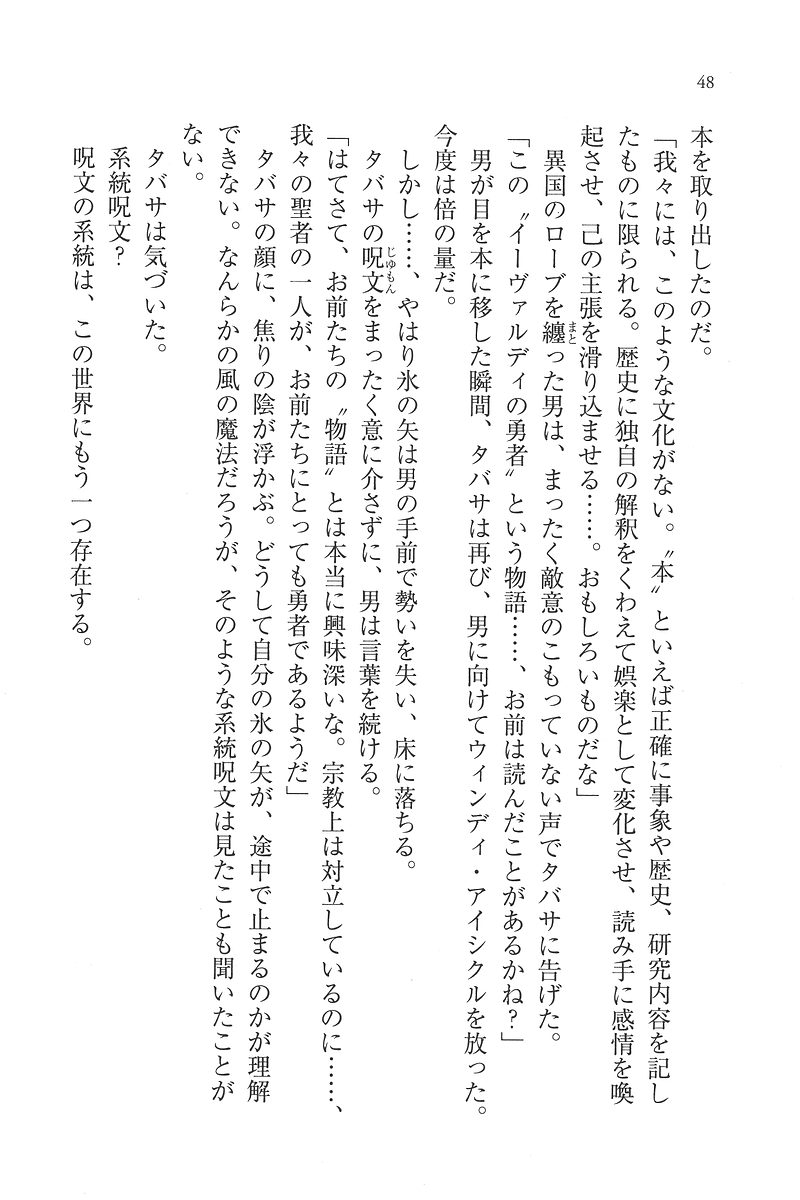 48
本を取り出したのだ。
「我々には、このような文化がない。〝本〟といえば正確に事象や歴史、研究内容を記し
たものに限られる。歴史に独自の解釈をくわえて娯楽として変化させ、読み手に感情を喚
起させ、己の主張を滑り込ませる……。おもしろいものだな」
異国のローブを纏まとった男は、まったく敵意のこもっていない声でタバサに告げた。
「この〝イーヴァルディの勇者〟という物語……、お前は読んだことがあるかね？」
男が目を本に移した瞬間、タバサは再び、男に向けてウィンディ・アイシクルを放った。
今度は倍の量だ。
しかし……、やはり氷の矢は男の手前で勢いを失い、床に落ちる。
タバサの呪文じゅもんをまったく意に介さずに、男は言葉を続ける。
「はてさて、お前たちの〝物語〟とは本当に興味深いな。宗教上は対立しているのに……、
我々の聖者の一人が、お前たちにとっても勇者であるようだ」
タバサの顔に、焦りの陰が浮かぶ。どうして自分の氷の矢が、途中で止まるのかが理解
できない。なんらかの風の魔法だろうが、そのような系統呪文は見たことも聞いたことが
ない。
タバサは気づいた。
系統呪文？
呪文の系統は、この世界にもう一つ存在する。